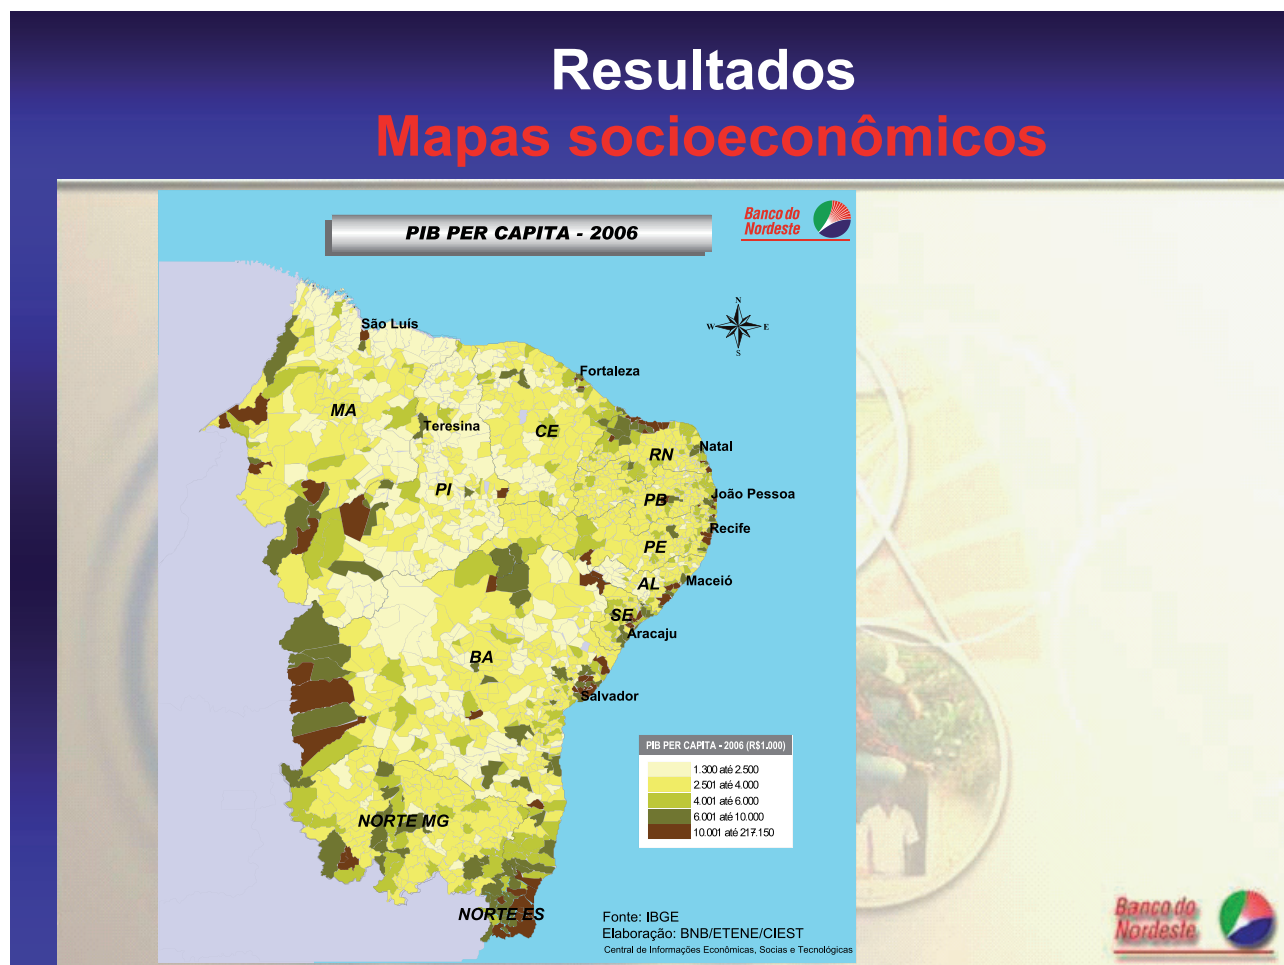 Resultados
Mapas socioeconômicos
PIB PER CAPITA - 2006
Banco do
Nordeste
N
W
E
S
São Luís
Fortaleza
MA
Teresina
CE
Natal
RN
PI
PB
João Pessoa
Recife
PE
AL
Maceió
SE
Aracaju
BA
Salvador
PIB PER CAPITA - 2006 (R$1.000)
1.300 até 2.500
2.501 até 4.000
4.001 até 6.000
6.001 até 10.000
10.001 até 217.150
NORTE MG
NORTE ES
Fonte: IBGE
Elaboração: BNB/ETENE/CIEST
Central de Informações Econômicas, Socias e Tecnológicas
Banco do
Nordeste